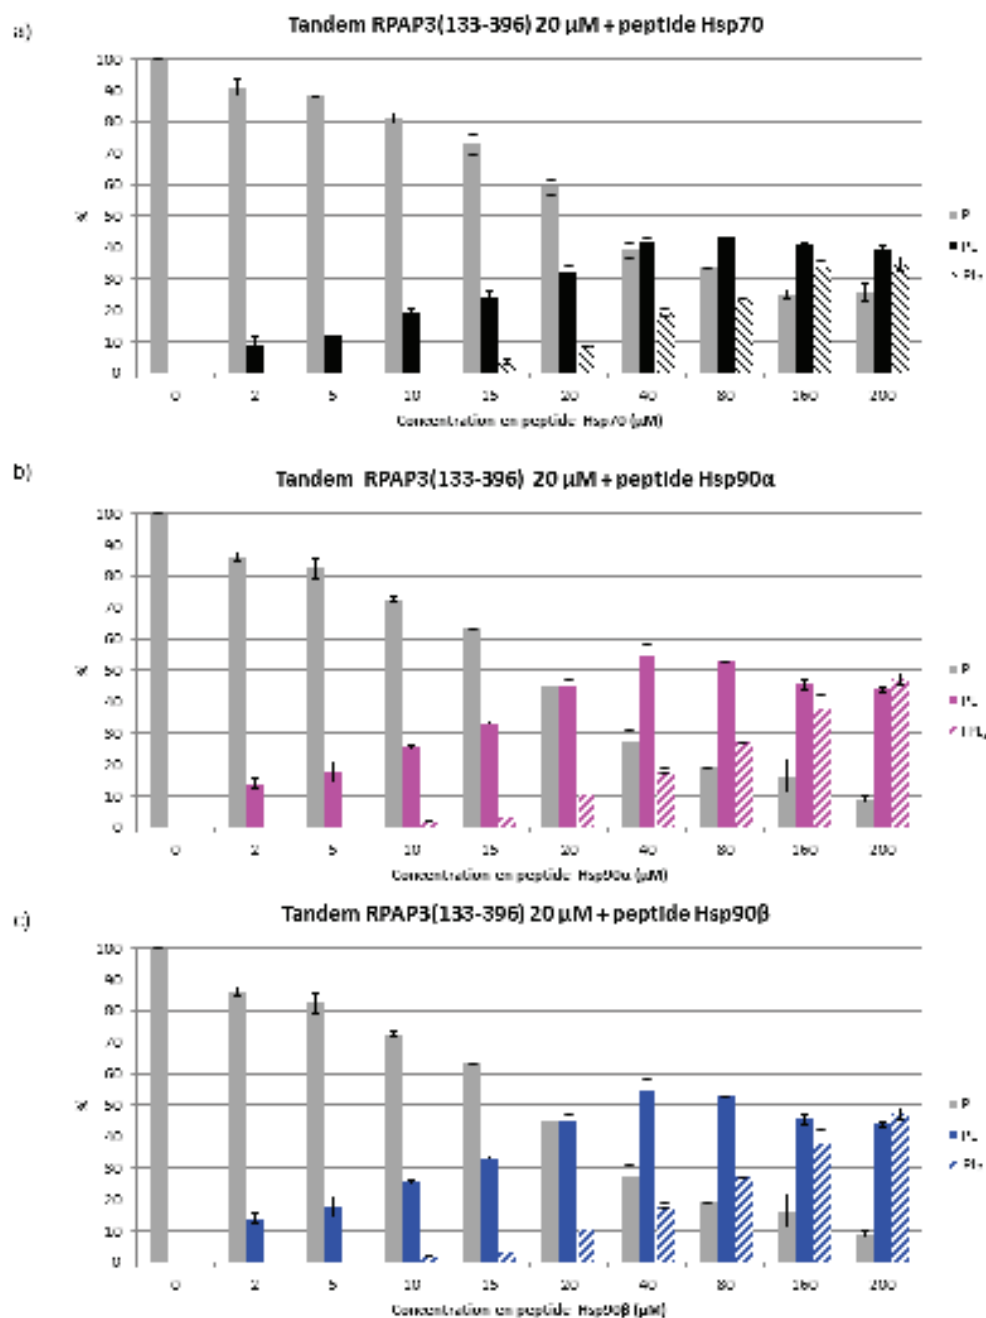 a)
Tandem RPAP3(133-396) 20 µM + peptide Hsp70
100
90
80
70
60
50
40
30
20
10
0
%
0 2 5 10 15 20 40 80 160 200
Concentration en peptide Hsp70 (µM)
P
PL
PL₂
b)
Tandem RPAP3(133-396) 20 µM + peptide Hsp90α
100
90
80
70
60
50
40
30
20
10
0
%
0 2 5 10 15 20 40 80 160 200
Concentration en peptide Hsp90α (µM)
P
PL
c)
Tandem RPAP3(133-396) 20 µM + peptide Hsp90β
100
90
80
70
60
50
40
30
20
10
0
%
0 2 5 10 15 20 40 80 160 200
Concentration en peptide Hsp90β (µM)
P
PL
PL₂